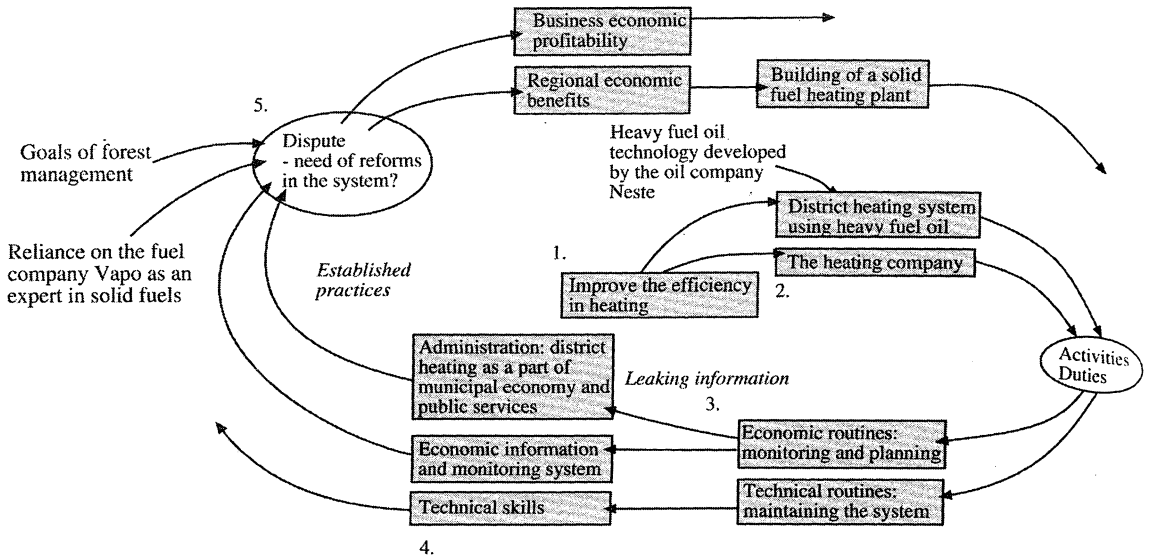 Business economic
profitability
Regional economic
benefits
Building of a solid
fuel heating plant
5.
Dispute
- need of reforms
in the system?
Goals of forest
management
Reliance on the fuel
company Vapo as an
expert in solid fuels
Heavy fuel oil
technology developed
by the oil company
Neste
District heating system
using heavy fuel oil
1.
The heating company
2.
Improve the efficiency
in heating
Established
practices
Activities
Duties
Administration: district
heating as a part of
municipal economy and
public services
Leaking information
3.
Economic routines:
monitoring and planning
Economic information
and monitoring system
Technical routines:
maintaining the system
Technical skills
4.